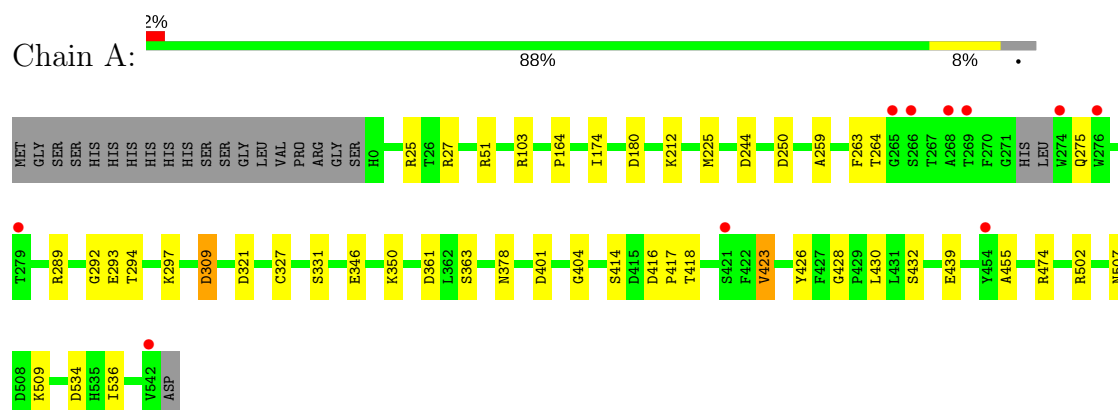 2%
Chain A:
88% 8% •
MET GLY SER SER HIS HIS HIS HIS HIS HIS SER SER GLY LEU VAL PRO ARG GLY SER H0 R25 T26 R27 R51 R103 P164 I174 D180 K212 M225 D244 D250 A259 F263 T264 G265 S266 T267 A268 T269 F270 G271 HIS LEU W274 Q275 W276
T279 R289 G292 E293 T294 K297 D309 D321 C327 S331 E346 K350 D361 L362 S363 N378 D401 G404 S414 D415 D416 P417 T418 S421 F422 V423 Y426 F427 G428 P429 L430 L431 S432 E439 Y454 A455 R474 R502 N507
D508 K509 D534 H535 I536 V542 ASP